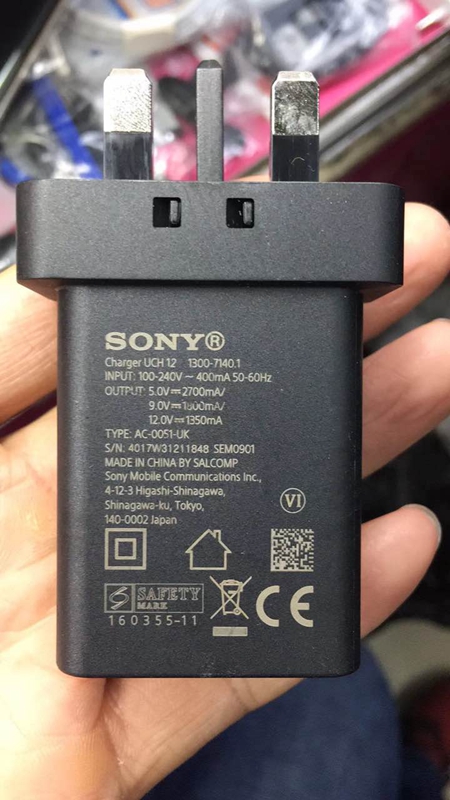 SONY®
Charger UCH 12 1300-7140.1
INPUT: 100-240V ~ 400mA 50-60Hz
OUTPUT: 5.0V⎓2700mA/
9.0V⎓1800mA/
12.0V⎓1350mA
TYPE: AC-0051-UK
S/N: 4017W31211848 SEM0901
MADE IN CHINA BY SALCOMP
Sony Mobile Communications Inc.,
4-12-3 Higashi-Shinagawa,
Shinagawa-ku, Tokyo,
140-0002 Japan
VI
S SAFETY
MARK
CE
160355-11